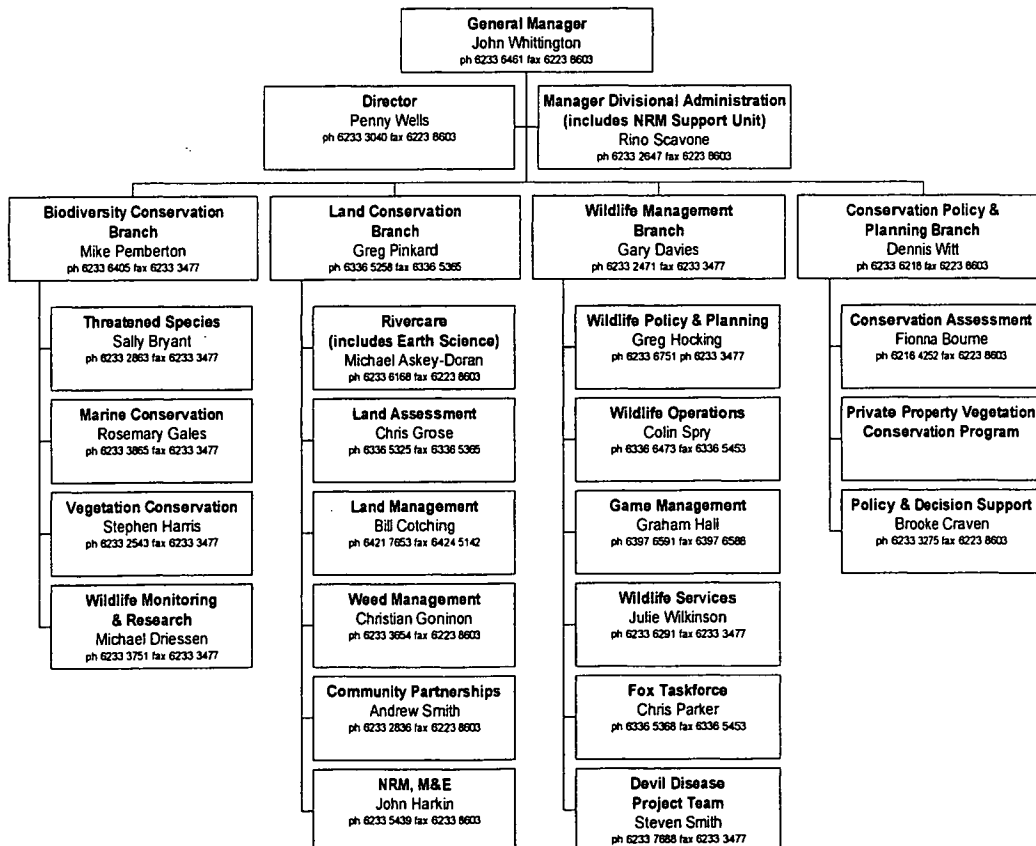 General Manager
John Whittington
ph 6233 6461 fax 6223 8603
Director
Penny Wells
ph 6233 3040 fax 6223 8603
Manager Divisional Administration
(includes NRM Support Unit)
Rino Scavone
ph 6233 2647 fax 6223 8603
Biodiversity Conservation
Branch
Mike Pemberton
ph 6233 6405 fax 6233 3477
Threatened Species
Sally Bryant
ph 6233 2863 fax 6233 3477
Marine Conservation
Rosemary Gales
ph 6233 3865 fax 6233 3477
Vegetation Conservation
Stephen Harris
ph 6233 2543 fax 6233 3477
Wildlife Monitoring
& Research
Michael Driessen
ph 6233 3751 fax 6233 3477
Land Conservation
Branch
Greg Pinkard
ph 6336 5258 fax 6336 5365
Rivercare
(includes Earth Science)
Michael Askey-Doran
ph 6233 6168 fax 6223 8603
Land Assessment
Chris Grose
ph 6336 5325 fax 6336 5365
Land Management
Bill Cotching
ph 6421 7653 fax 6424 5142
Weed Management
Christian Goninon
ph 6233 3654 fax 6223 8603
Community Partnerships
Andrew Smith
ph 6233 2836 fax 6223 8603
NRM, M&E
John Harkin
ph 6233 5439 fax 6233 8603
Wildlife Management
Branch
Gary Davies
ph 6233 2471 fax 6233 3477
Wildlife Policy & Planning
Greg Hocking
ph 6233 6751 ph 6233 3477
Wildlife Operations
Colin Spry
ph 6336 6473 fax 6336 5453
Game Management
Graham Hall
ph 6397 6591 fax 6397 6588
Wildlife Services
Julie Wilkinson
ph 6233 6291 fax 6233 3477
Fox Taskforce
Chris Parker
ph 6336 5368 fax 6336 5453
Devil Disease
Project Team
Steven Smith
ph 6233 7688 fax 6233 3477
Conservation Policy &
Planning Branch
Dennis Witt
ph 6233 6218 fax 6223 8603
Conservation Assessment
Fionna Bourne
ph 6216 4252 fax 6223 8603
Private Property Vegetation
Conservation Program
Policy & Decision Support
Brooke Craven
ph 6233 3275 fax 6223 8603